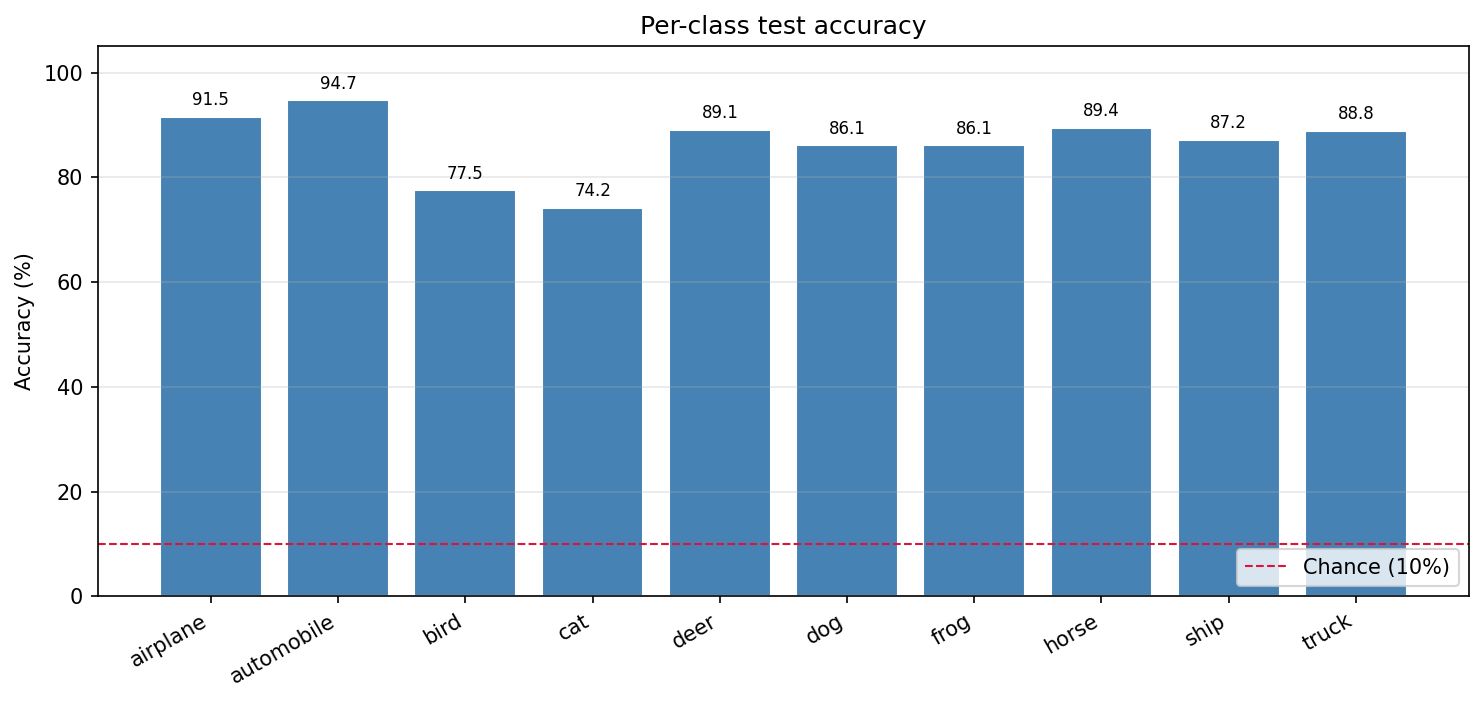 Per-class test accuracy
Accuracy (%)
100
80
60
40
20
0
91.5
94.7
77.5
74.2
89.1
86.1
86.1
89.4
87.2
88.8
Chance (10%)
airplane
automobile
bird
cat
deer
dog
frog
horse
ship
truck